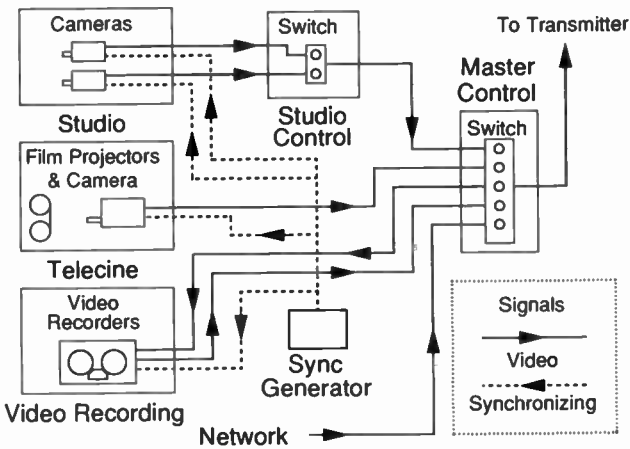 Cameras
Studio
Switch
Studio
Control
To Transmitter
Master
Control
Switch
Film Projectors
& Camera
Telecine
Video
Recorders
Video Recording
Sync
Generator
Network
Signals
Video
Synchronizing